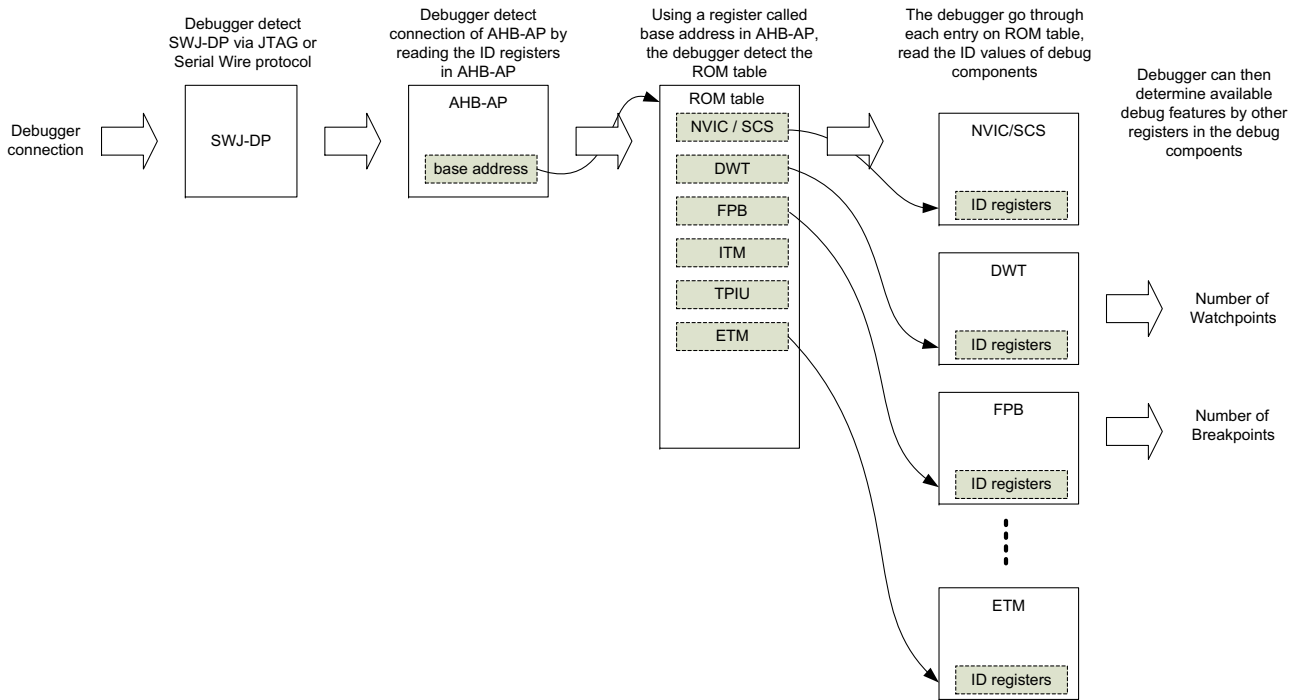 Debugger
connection
Debugger detect
SWJ-DP via JTAG or
Serial Wire protocol
SWJ-DP
Debugger detect
connection of AHB-AP by
reading the ID registers
in AHB-AP
AHB-AP
base address
Using a register called
base address in AHB-AP,
the debugger detect the
ROM table
ROM table
NVIC / SCS
DWT
FPB
ITM
TPIU
ETM
The debugger go through
each entry on ROM table,
read the ID values of debug
components
NVIC/SCS
ID registers
DWT
ID registers
FPB
ID registers
ETM
ID registers
Debugger can then
determine available
debug features by other
registers in the debug
compoents
Number of
Watchpoints
Number of
Breakpoints